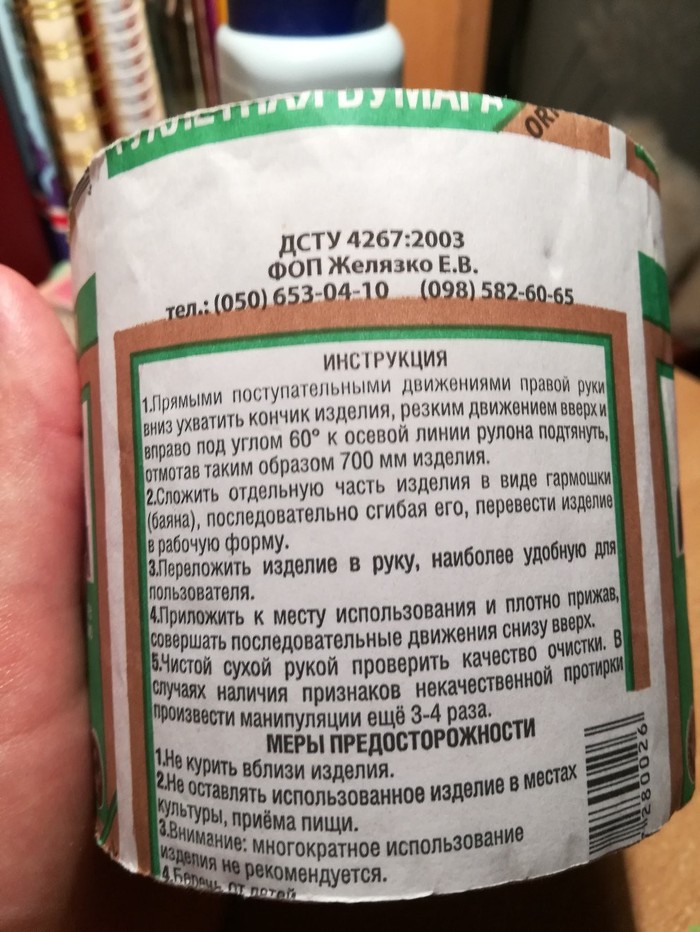 ТУАЛЕТНАЯ БУМАГА
ДСТУ 4267:2003
ФОП Желязко Е.В.
тел.: (050) 653-04-10 (098) 582-60-65
ИНСТРУКЦИЯ
1.Прямыми поступательными движениями правой руки
вниз ухватить кончик изделия, резким движением вверх и
вправо под углом 60° к осевой линии рулона подтянуть,
отмотав таким образом 700 мм изделия.
2.Сложить отдельную часть изделия в виде гармошки
(баяна), последовательно сгибая его, перевести изделие
в рабочую форму.
3.Переложить изделие в руку, наиболее удобную для
пользователя.
4.Приложить к месту использования и плотно прижав,
совершать последовательные движения снизу вверх.
5.Чистой сухой рукой проверить качество очистки. В
случаях наличия признаков некачественной протирки
произвести манипуляции ещё 3-4 раза.
МЕРЫ ПРЕДОСТОРОЖНОСТИ
1.Не курить вблизи изделия.
2.Не оставлять использованное изделие в местах
культуры, приёма пищи.
3.Внимание: многократное использование
изделия не рекомендуется.
4.Беречь от детей